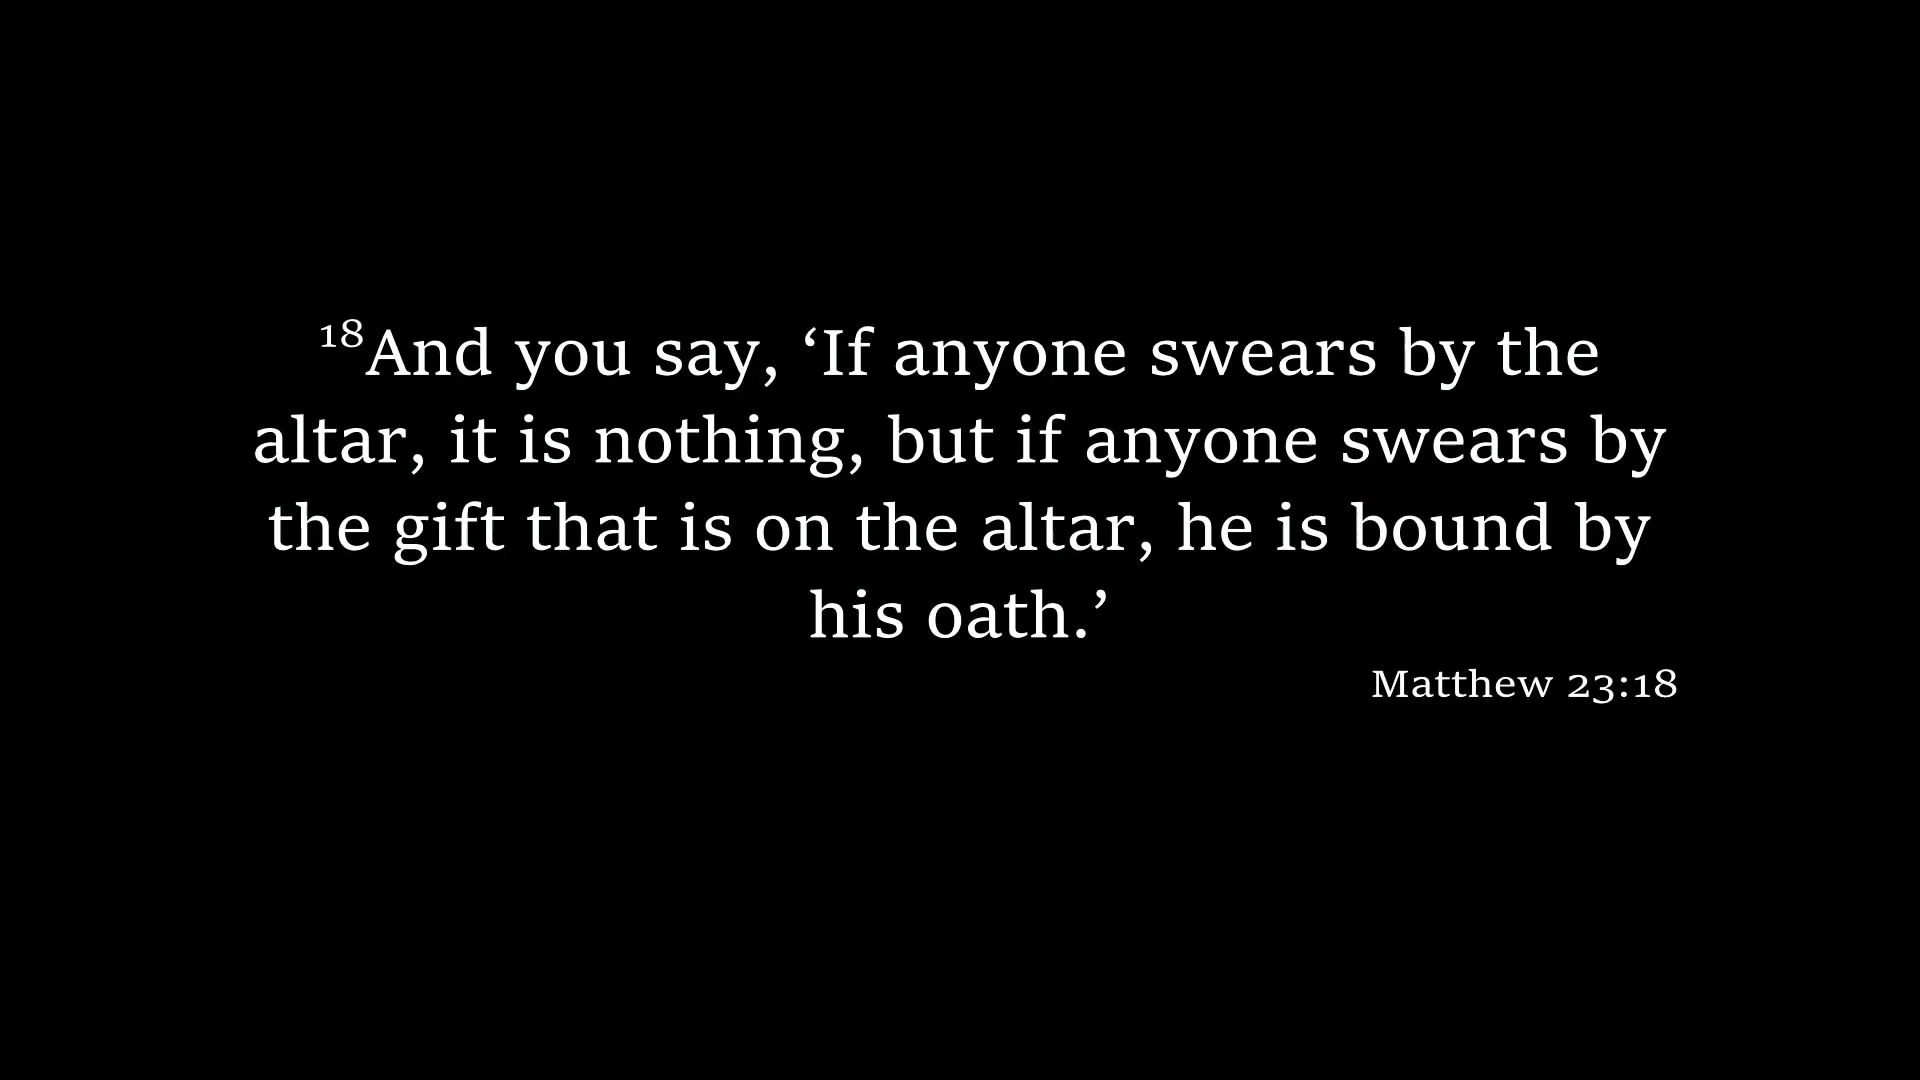 18And you say, ‘If anyone swears by the
altar, it is nothing, but if anyone swears by
the gift that is on the altar, he is bound by
his oath.’
Matthew 23:18